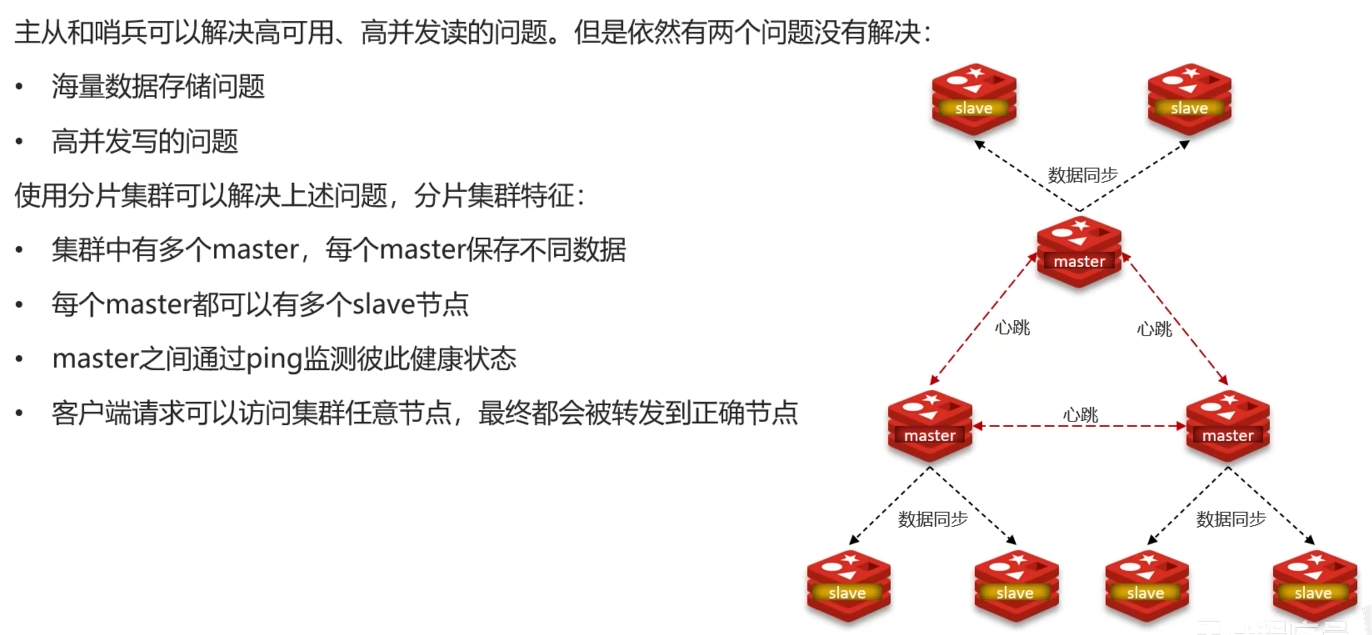 主从和哨兵可以解决高可用、高并发读的问题。但是依然有两个问题没有解决：
• 海量数据存储问题
• 高并发写的问题
使用分片集群可以解决上述问题，分片集群特征：
• 集群中有多个master，每个master保存不同数据
• 每个master都可以有多个slave节点
• master之间通过ping监测彼此健康状态
• 客户端请求可以访问集群任意节点，最终都会被转发到正确节点
slave
slave
数据同步
master
心跳
心跳
master
心跳
master
数据同步
数据同步
slave
slave
slave
slave